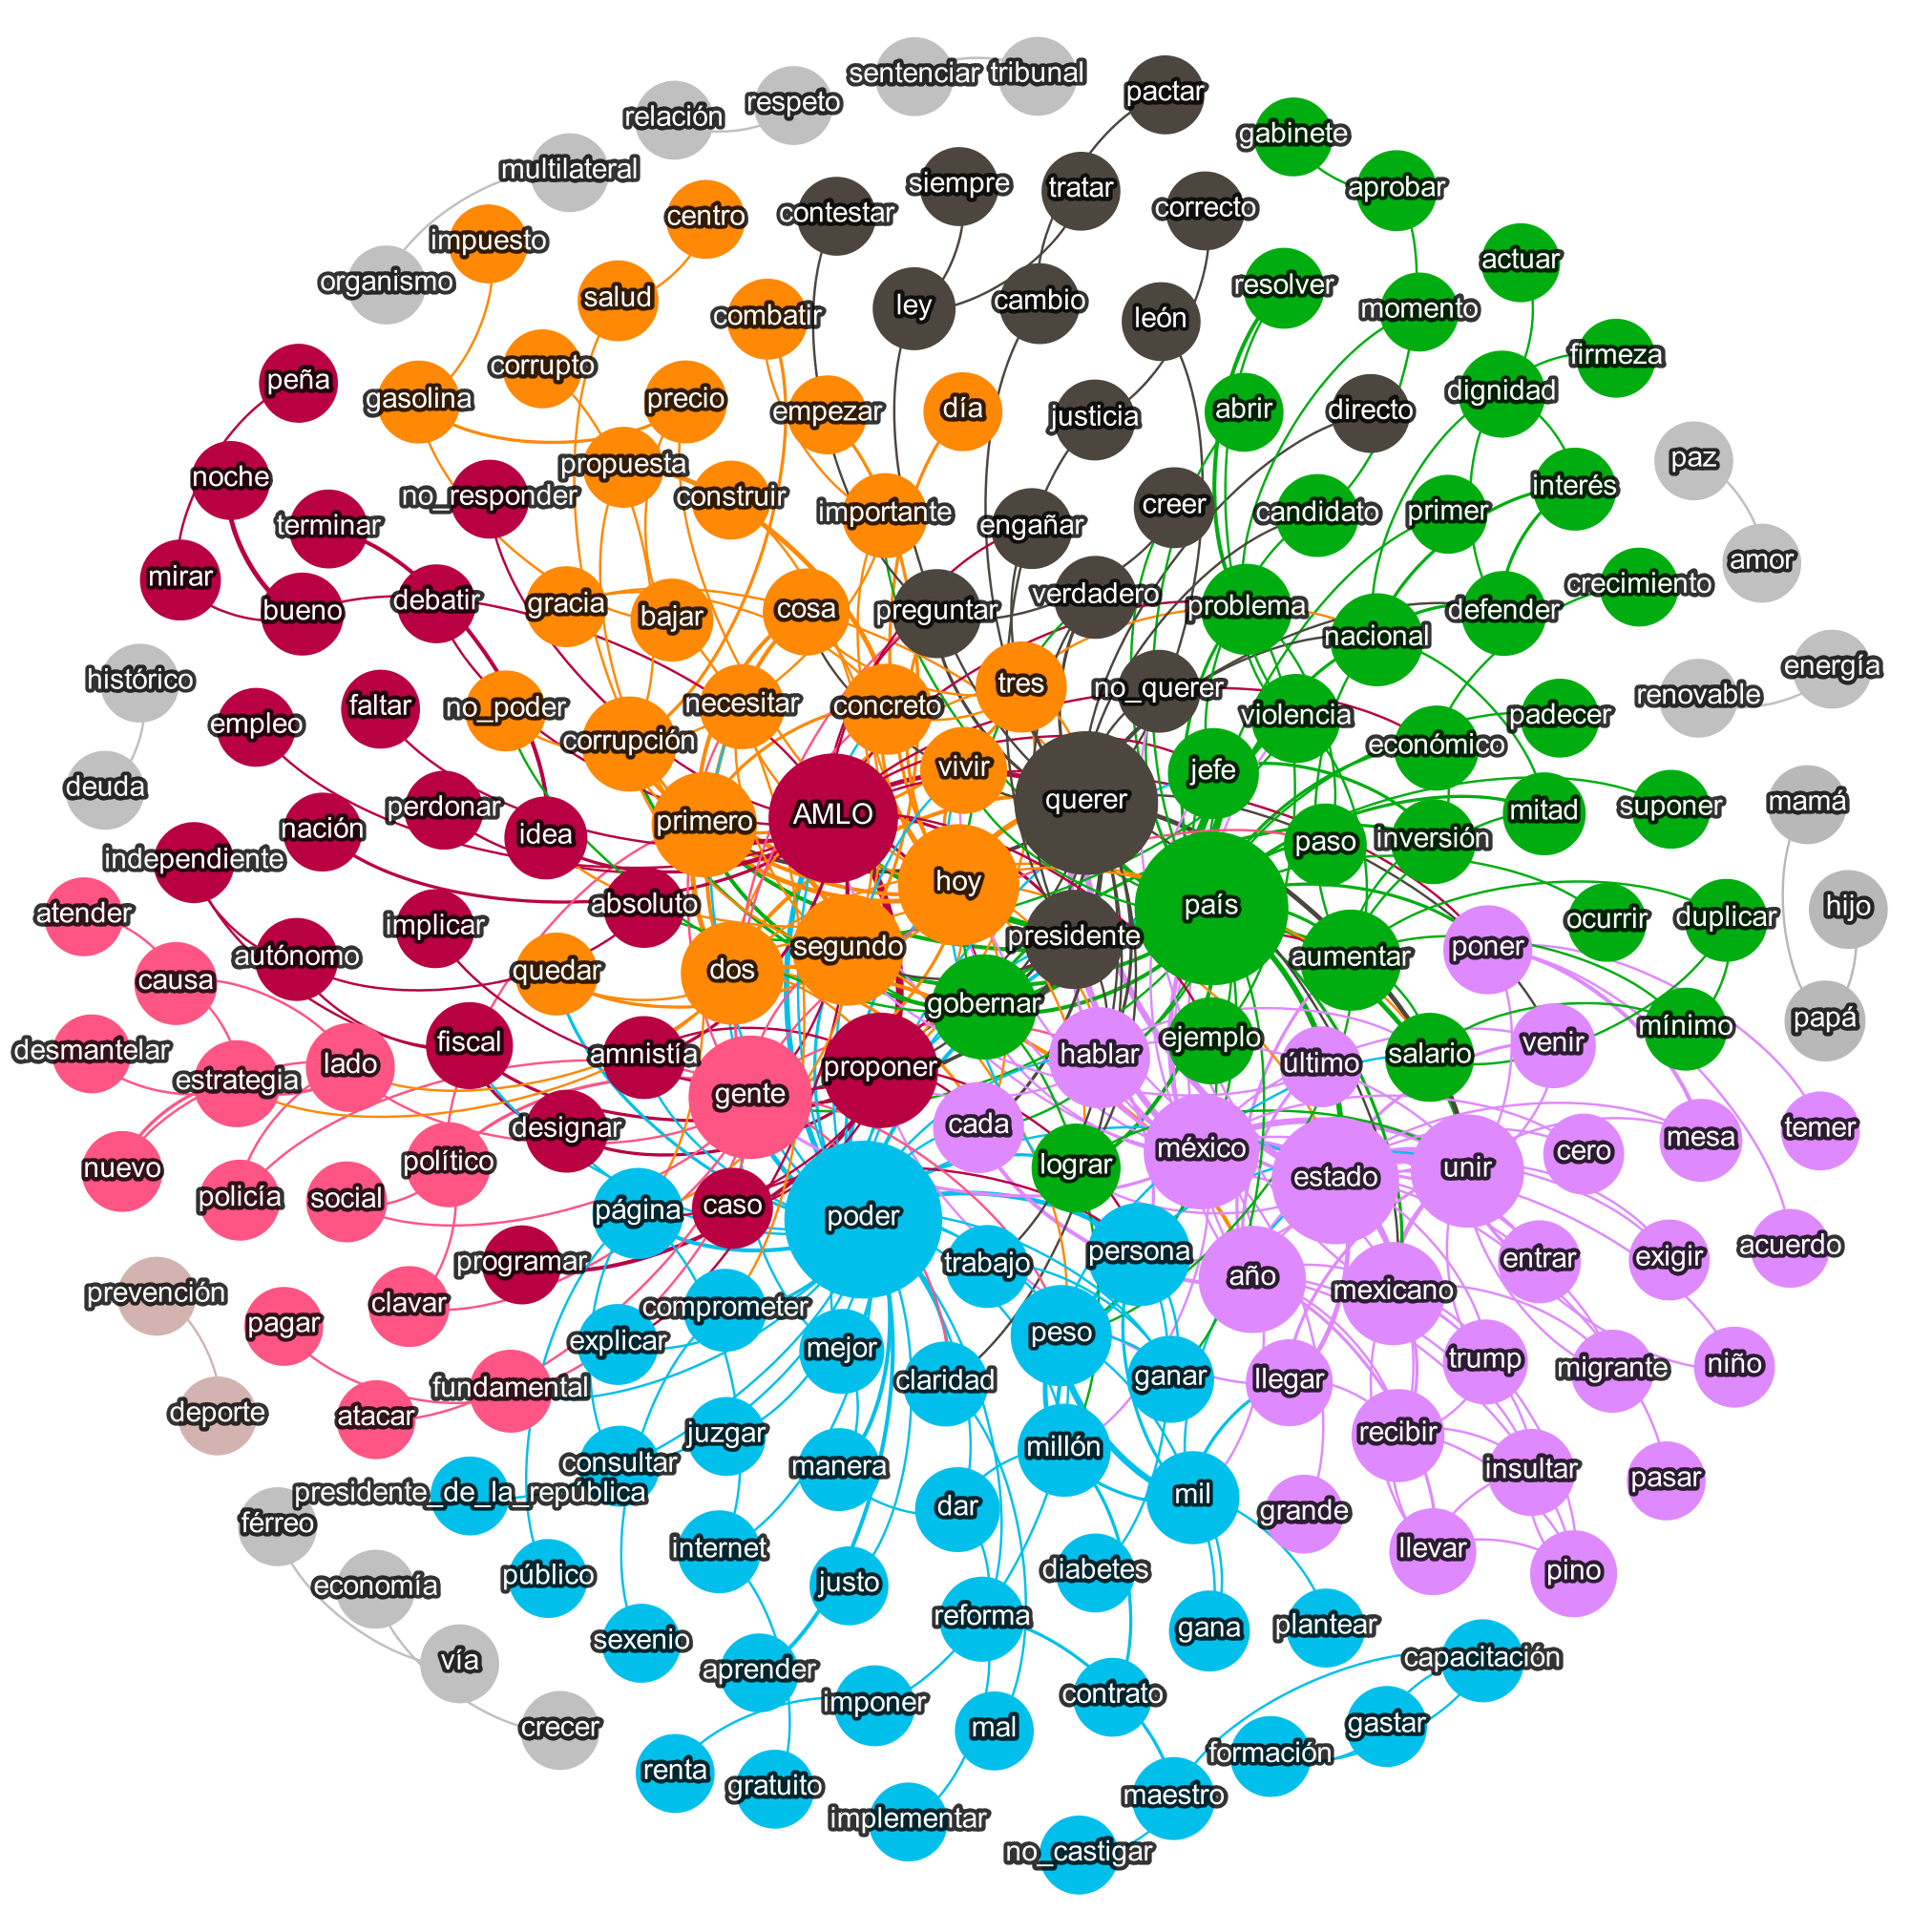 sentenciar
tribunal
pactar
respeto
relación
gabinete
multilateral
aprobar
siempre
tratar
contestar
correcto
centro
impuesto
actuar
organismo
salud
resolver
combatir
ley
cambio
león
momento
firmeza
corrupto
peña
gasolina
precio
empezar
día
justicia
abrir
directo
dignidad
paz
noche
no_responder
propuesta
construir
interés
terminar
importante
engañar
creer
candidato
primer
amor
mirar
bueno
debatir
gracia
bajar
cosa
preguntar
verdadero
problema
nacional
defender
crecimiento
histórico
energía
renovable
empleo
faltar
no_poder
corrupción
necesitar
concreto
tres
no_querer
violencia
económico
padecer
deuda
perdonar
idea
nación
primero
AMLO
vivir
querer
jefe
paso
inversión
mitad
suponer
mamá
independiente
atender
implicar
absoluto
hoy
país
ocurrir
duplicar
hijo
causa
autónomo
quedar
dos
segundo
presidente
aumentar
poner
gobernar
mínimo
papá
desmantelar
estrategia
lado
fiscal
amnistía
gente
proponer
hablar
ejemplo
último
salario
venir
nuevo
policía
social
político
designar
cada
lograr
méxico
estado
unir
cero
mesa
temer
página
caso
poder
programar
trabajo
persona
año
mexicano
entrar
exigir
acuerdo
prevención
pagar
clavar
explicar
comprometer
mejor
peso
claridad
ganar
llegar
trump
migrante
niño
deporte
atacar
fundamental
juzgar
millón
recibir
consultar
manera
insultar
pasar
presidente_de_la_república
férreo
dar
mil
grande
internet
llevar
economía
público
justo
diabetes
pino
reforma
gana
plantear
sexenio
vía
aprender
capacitación
imponer
contrato
crecer
mal
gastar
formación
renta
gratuito
implementar
maestro
no_castigar